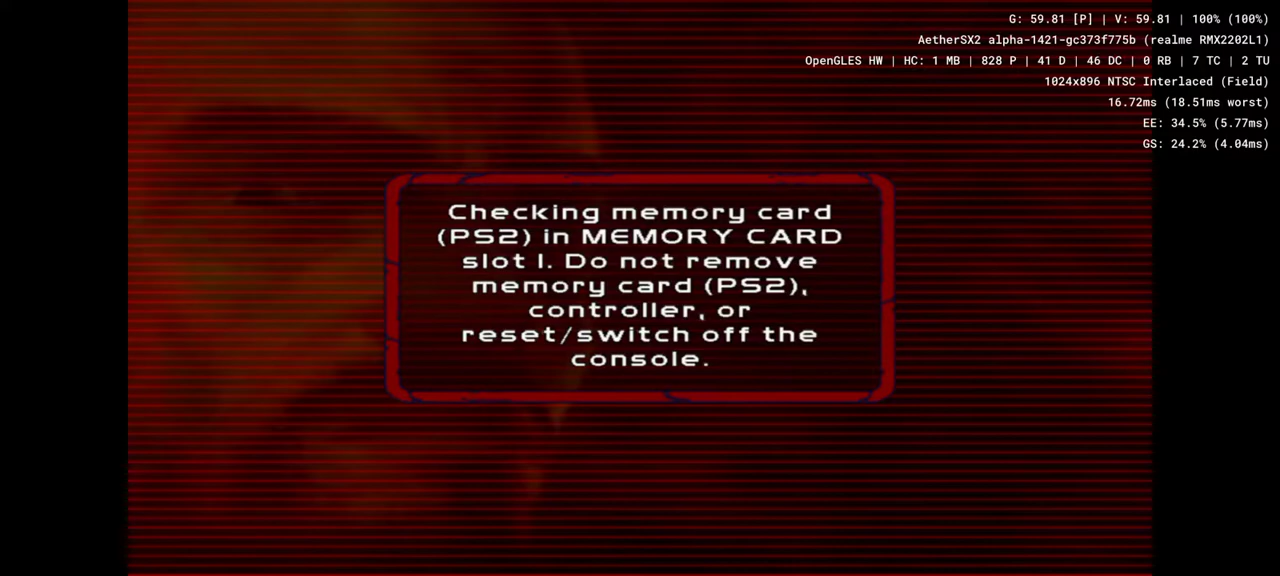 G: 59.81 [P] | V: 59.81 | 100% (100%)
AetherSX2 alpha-1421-gc373f775b (realme RMX2202L1)
OpenGLES HW | HC: 1 MB | 828 P | 41 D | 46 DC | 0 RB | 7 TC | 2 TU
1024x896 NTSC Interlaced (Field)
16.72ms (18.51ms worst)
EE: 34.5% (5.77ms)
GS: 24.2% (4.04ms)
Checking memory card
(PS2) in MEMORY CARD
slot 1. Do not remove
memory card (PS2),
controller, or
reset/switch off the
console.